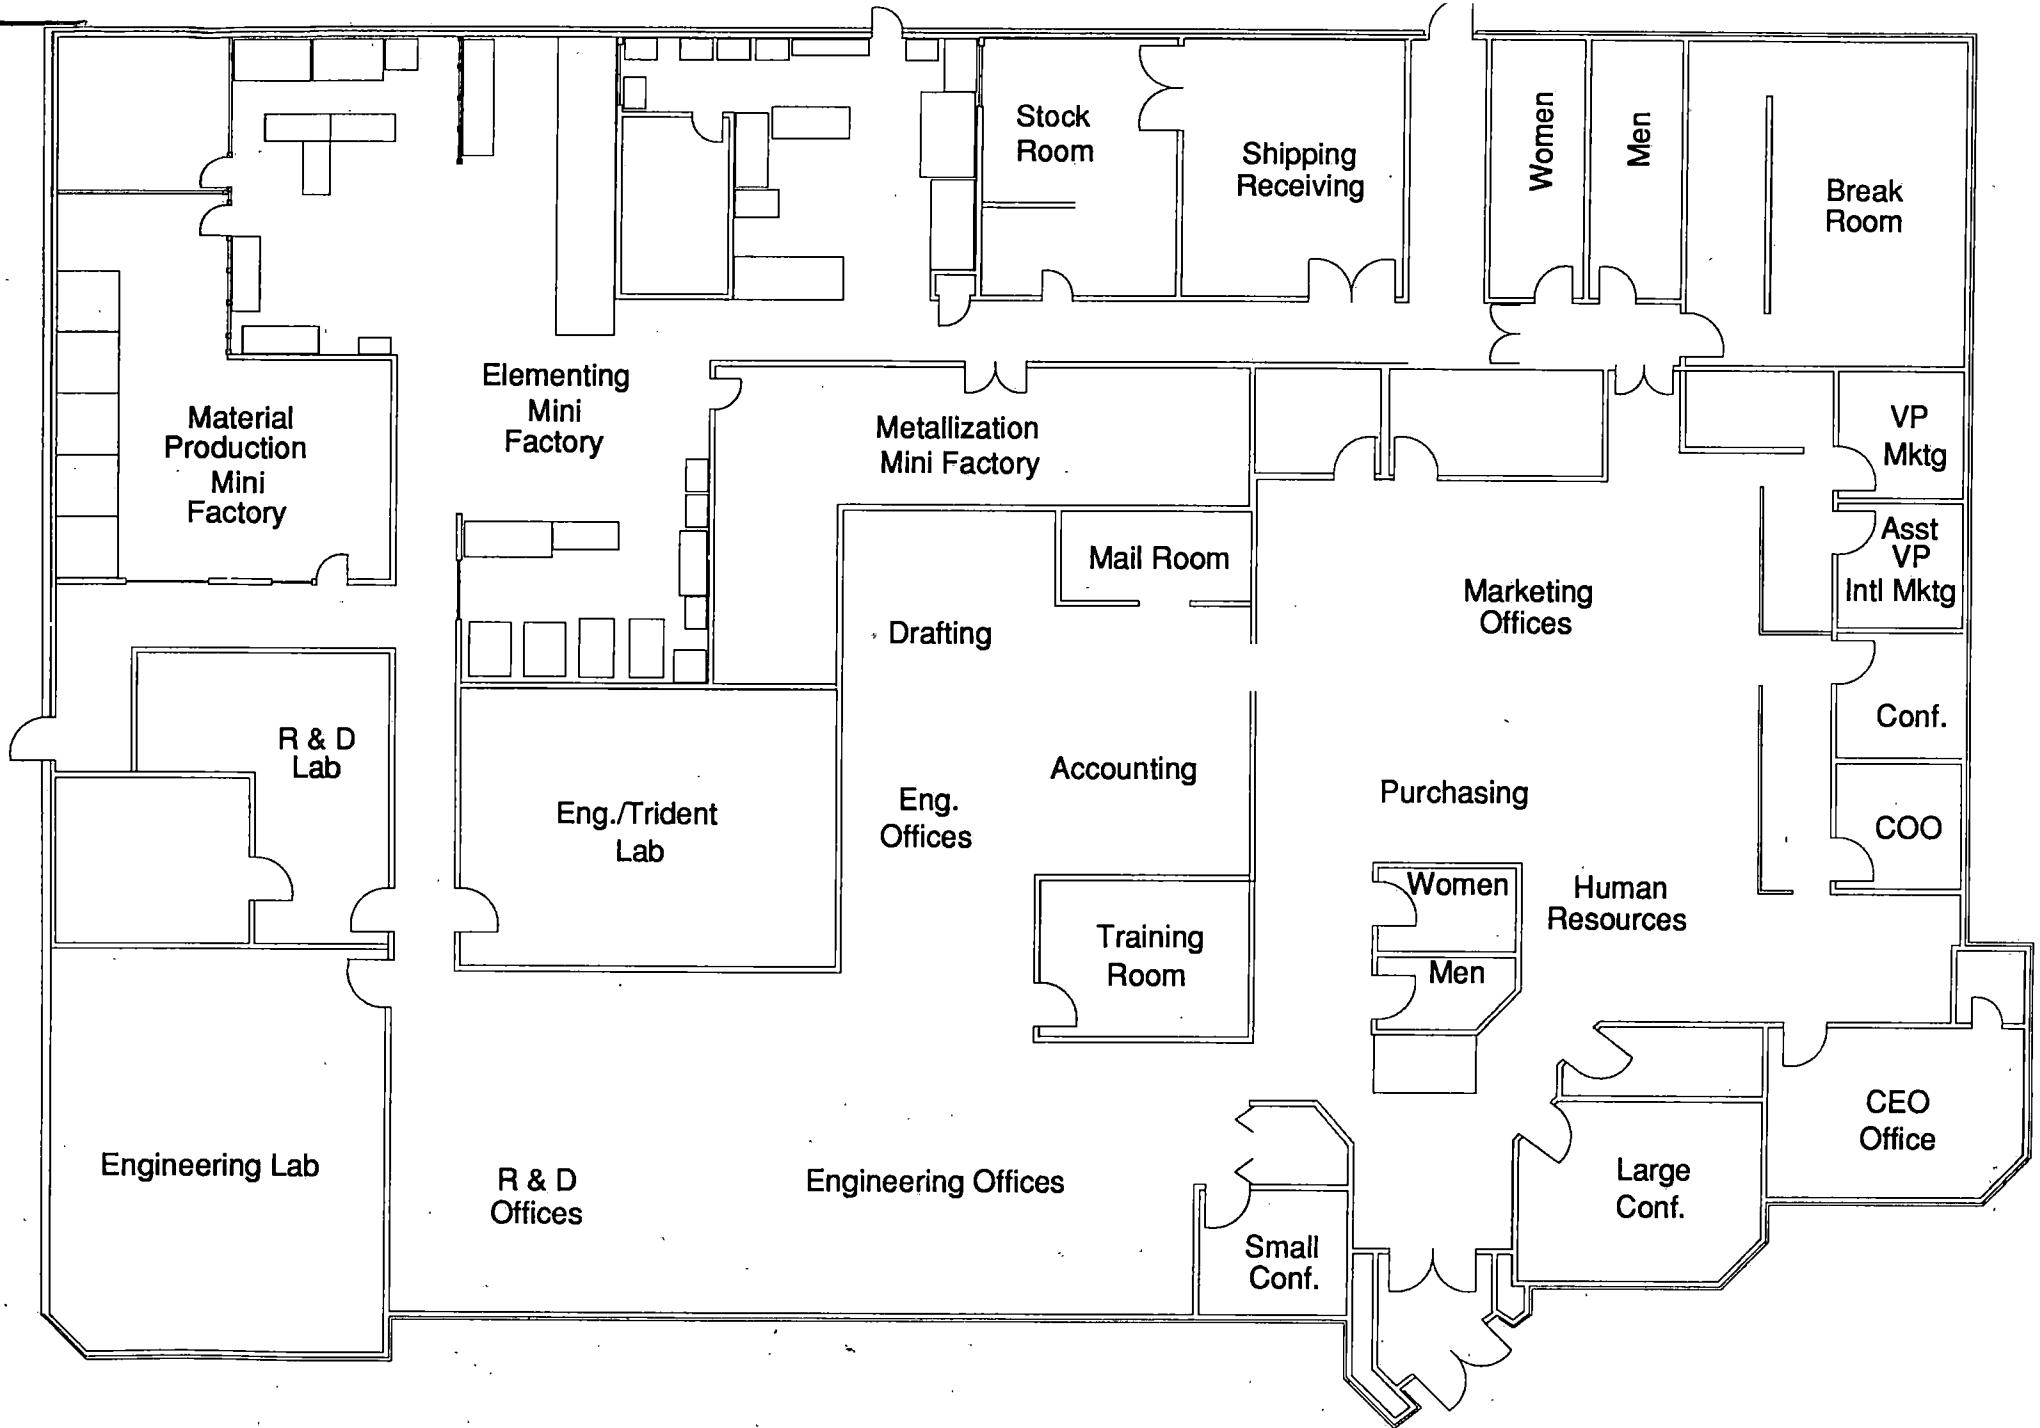 Stock
Room
Shipping
Receiving
Women
Men
Break
Room
Elementing
Mini
Factory
Material
Production
Mini
Factory
Metallization
Mini Factory
VP
Mktg
Asst
VP
Intl Mktg
Mail Room
Marketing
Offices
Drafting
Conf.
R & D
Lab
Accounting
Purchasing
Eng./Trident
Lab
Eng.
Offices
COO
Women
Human
Resources
Training
Room
Men
CEO
Office
Engineering Lab
R & D
Offices
Engineering Offices
Large
Conf.
Small
Conf.